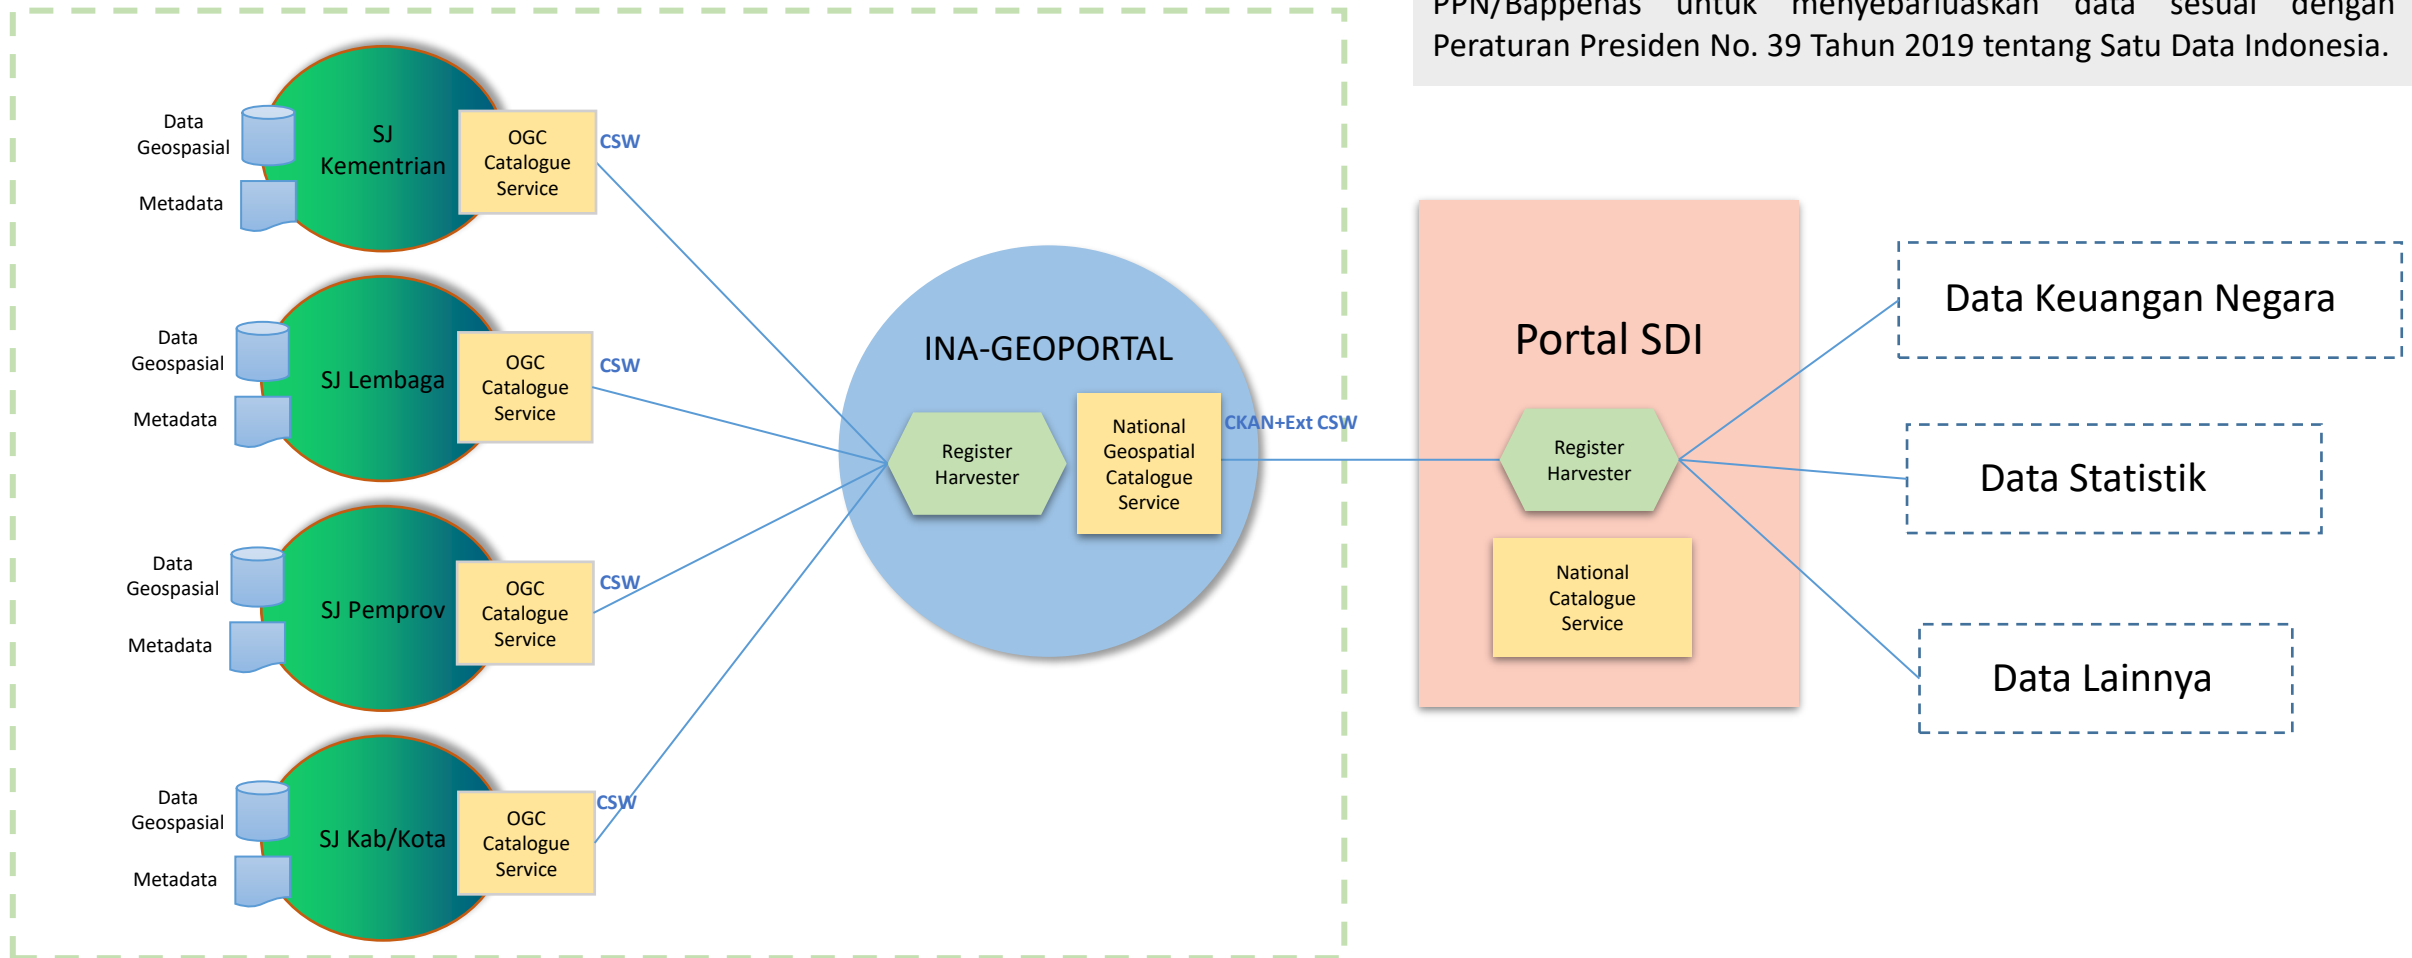 PPN/Bappenas untuk menyebarluaskan data sesuai dengan
Peraturan Presiden No. 39 Tahun 2019 tentang Satu Data Indonesia.
Data
Geospasial
Metadata
SJ
Kementrian
OGC
Catalogue
Service
CSW
Data
Geospasial
Metadata
SJ Lembaga
OGC
Catalogue
Service
CSW
Data
Geospasial
Metadata
SJ Pemprov
OGC
Catalogue
Service
CSW
Data
Geospasial
Metadata
SJ Kab/Kota
OGC
Catalogue
Service
CSW
INA-GEOPORTAL
Register
Harvester
National
Geospatial
Catalogue
Service
CKAN+Ext CSW
Portal SDI
Register
Harvester
National
Catalogue
Service
Data Keuangan Negara
Data Statistik
Data Lainnya